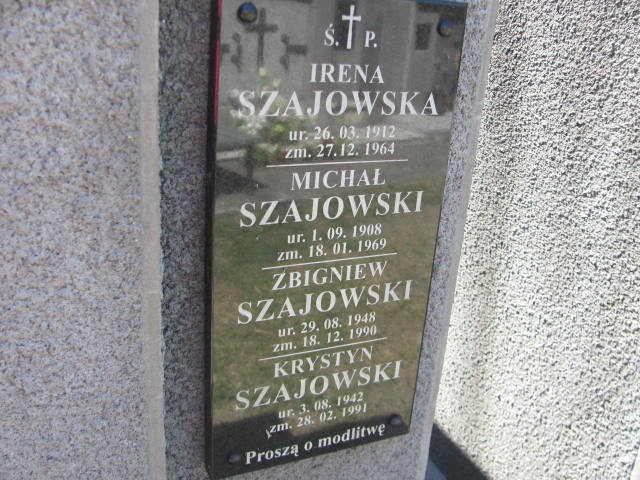 Ś. P.
IRENA
SZAJOWSKA
ur. 26. 03. 1912
zm. 27. 12. 1964
MICHAŁ
SZAJOWSKI
ur. 1. 09. 1908
zm. 18. 01. 1969
ZBIGNIEW
SZAJOWSKI
ur. 29. 08. 1948
zm. 18. 12. 1990
KRYSTYN
SZAJOWSKI
ur. 3. 08. 1942
zm. 28. 02. 1991
Proszą o modlitwę